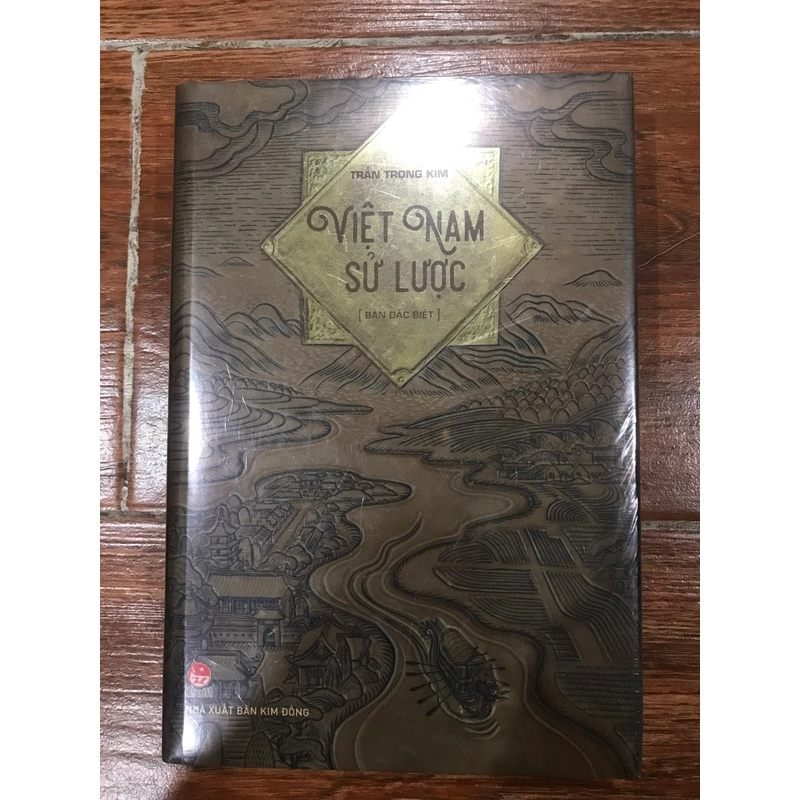 TRẦN TRỌNG KIM
VIỆT NAM
SỬ LƯỢC
[ BẢN ĐẶC BIỆT ]
NHÀ XUẤT BẢN KIM ĐỒNG